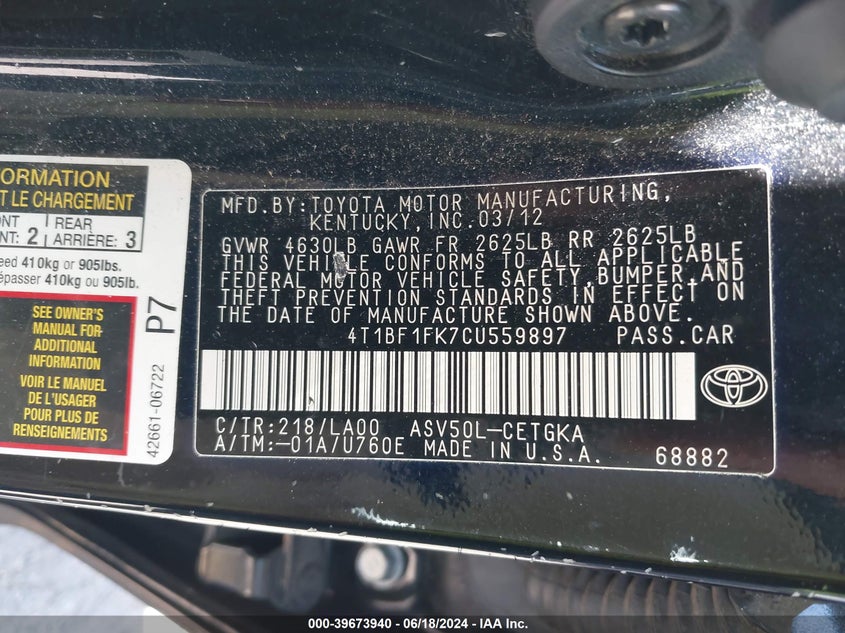 ORMATION
T LE CHARGEMENT
NT 2 REAR 3
NT: ARRIÈRE:
eed 410kg or 905lbs.
épasser 410kg ou 905lb.
SEE OWNER'S
MANUAL FOR
ADDITIONAL
INFORMATION
VOIR LE MANUEL
DE L'USAGER
POUR PLUS DE
RENSEIGNEMENTS
P7
42661-06722
MFD.BY:TOYOTA MOTOR MANUFACTURING,
KENTUCKY,INC.03/12
GVWR 4630LB GAWR FR 2625LB RR 2625LB
THIS VEHICLE CONFORMS TO ALL APPLICABLE
FEDERAL MOTOR VEHICLE SAFETY,BUMPER,AND
THEFT PREVENTION STANDARDS IN EFFECT ON
THE DATE OF MANUFACTURE SHOWN ABOVE.
4T1BF1FK7CU559897 PASS.CAR
C/TR:218/LA00 ASV50L-CETGKA
A/TM:-01A/U760E MADE IN U.S.A. 68882
000-39673940 - 06/18/2024 - IAA Inc.